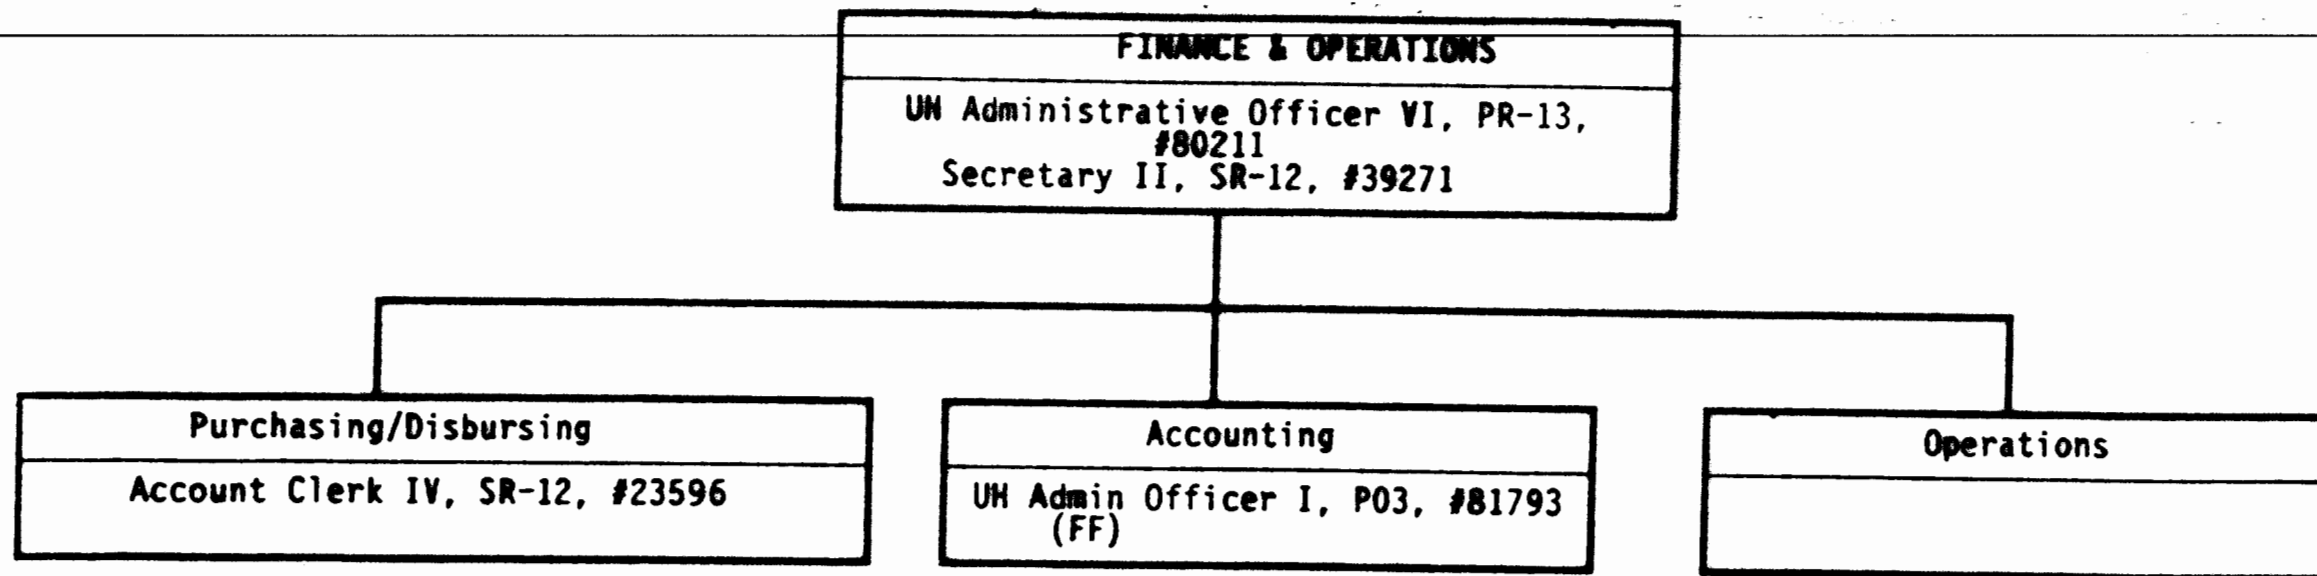 FINANCE & OPERATIONS
UH Administrative Officer VI, PR-13,
#80211
Secretary II, SR-12, #39271
Purchasing/Disbursing
Account Clerk IV, SR-12, #23596
Accounting
UH Admin Officer I, P03, #81793
(FF)
Operations